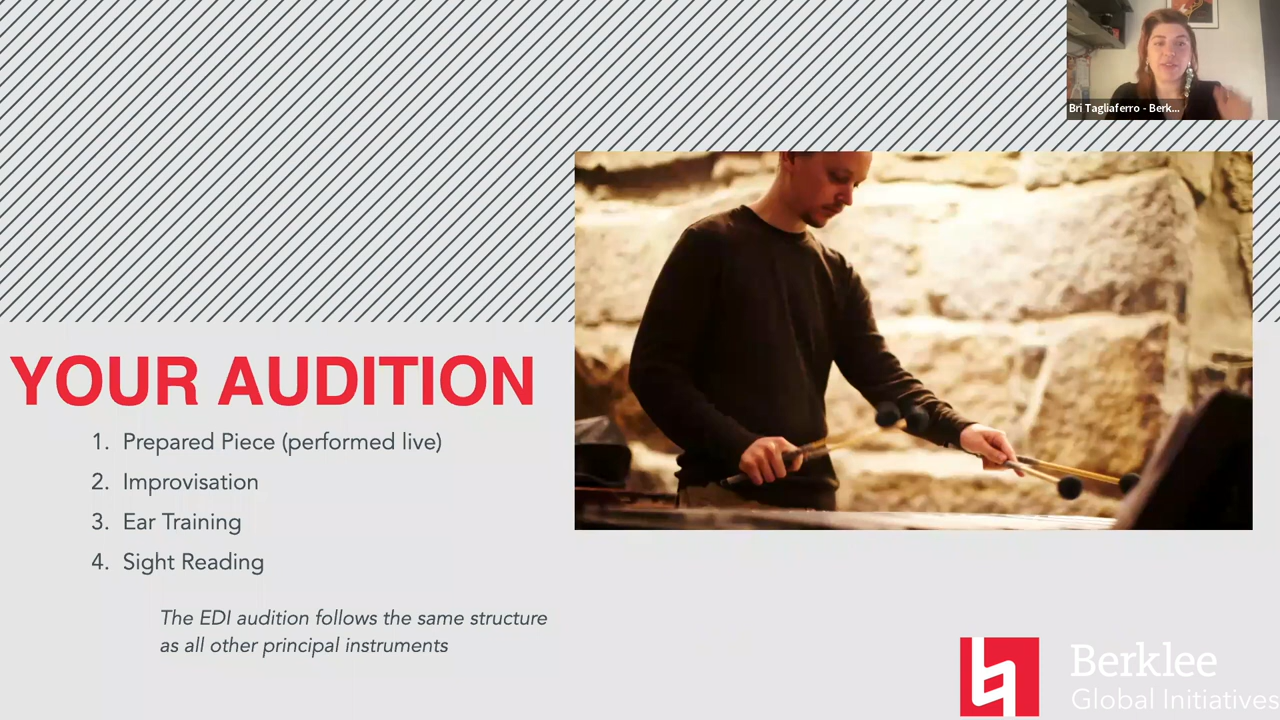 Bri Tagliaferro - Berk...
YOUR AUDITION
1. Prepared Piece (performed live)
2. Improvisation
3. Ear Training
4. Sight Reading
The EDI audition follows the same structure
as all other principal instruments
Berklee
Global Initiatives